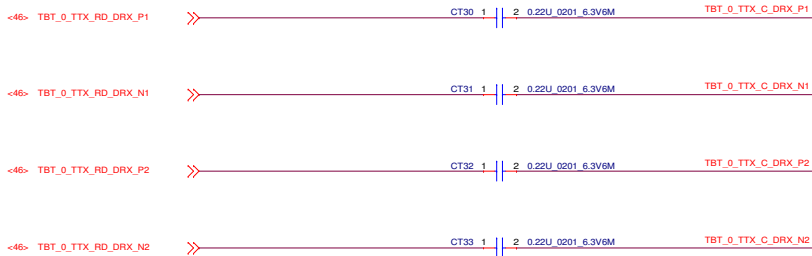 <46> TBT_0_TTX_RD_DRX_P1 CT30 1 2 0.22U_0201_6.3V6M TBT_0_TTX_C_DRX_P1
<46> TBT_0_TTX_RD_DRX_N1 CT31 1 2 0.22U_0201_6.3V6M TBT_0_TTX_C_DRX_N1
<46> TBT_0_TTX_RD_DRX_P2 CT32 1 2 0.22U_0201_6.3V6M TBT_0_TTX_C_DRX_P2
<46> TBT_0_TTX_RD_DRX_N2 CT33 1 2 0.22U_0201_6.3V6M TBT_0_TTX_C_DRX_N2